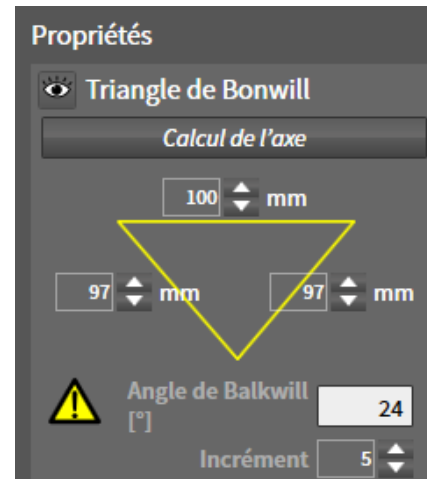 Propriétés
Triangle de Bonwill
Calcul de l'axe
100 mm
97 mm 97 mm
Angle de Balkwill
[°] 24
Incrément 5